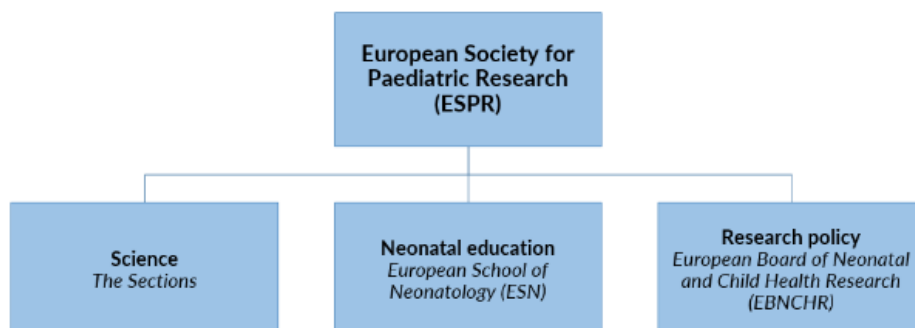 European Society for
Paediatric Research
(ESPR)
Science
The Sections
Neonatal education
European School of
Neonatology (ESN)
Research policy
European Board of Neonatal
and Child Health Research
(EBNCHR)